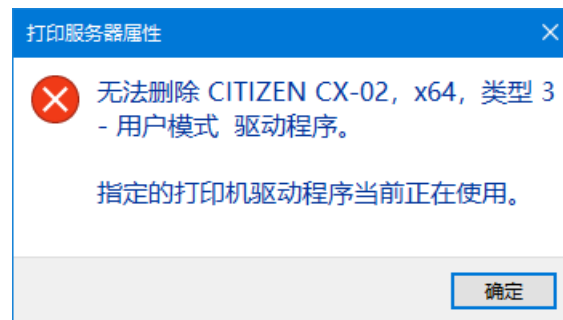 打印服务器属性
无法删除 CITIZEN CX-02，x64，类型 3
- 用户模式 驱动程序。
指定的打印机驱动程序当前正在使用。
确定